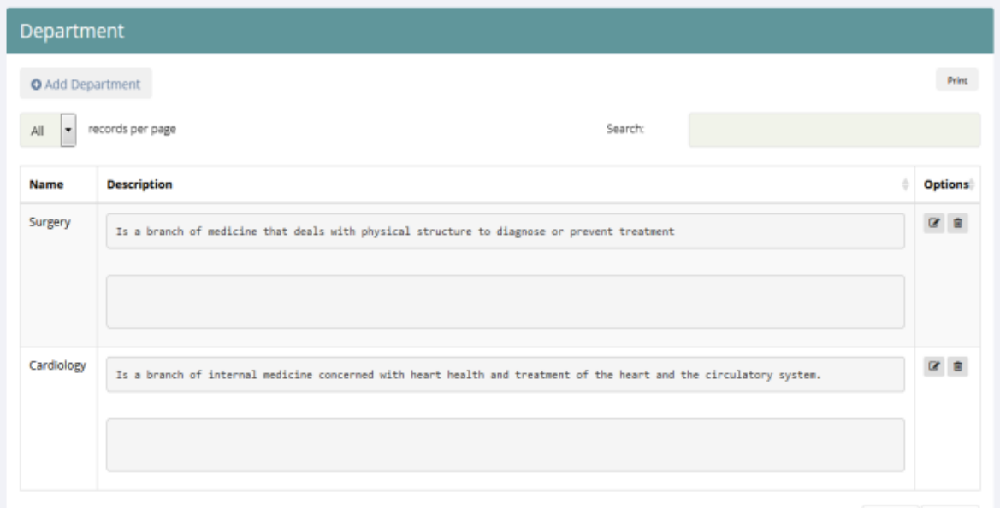 Department
Add Department
Print
All records per page Search:
Name Description Options
Surgery Is a branch of medicine that deals with physical structure to diagnose or prevent treatment
Cardiology Is a branch of internal medicine concerned with heart health and treatment of the heart and the circulatory system.